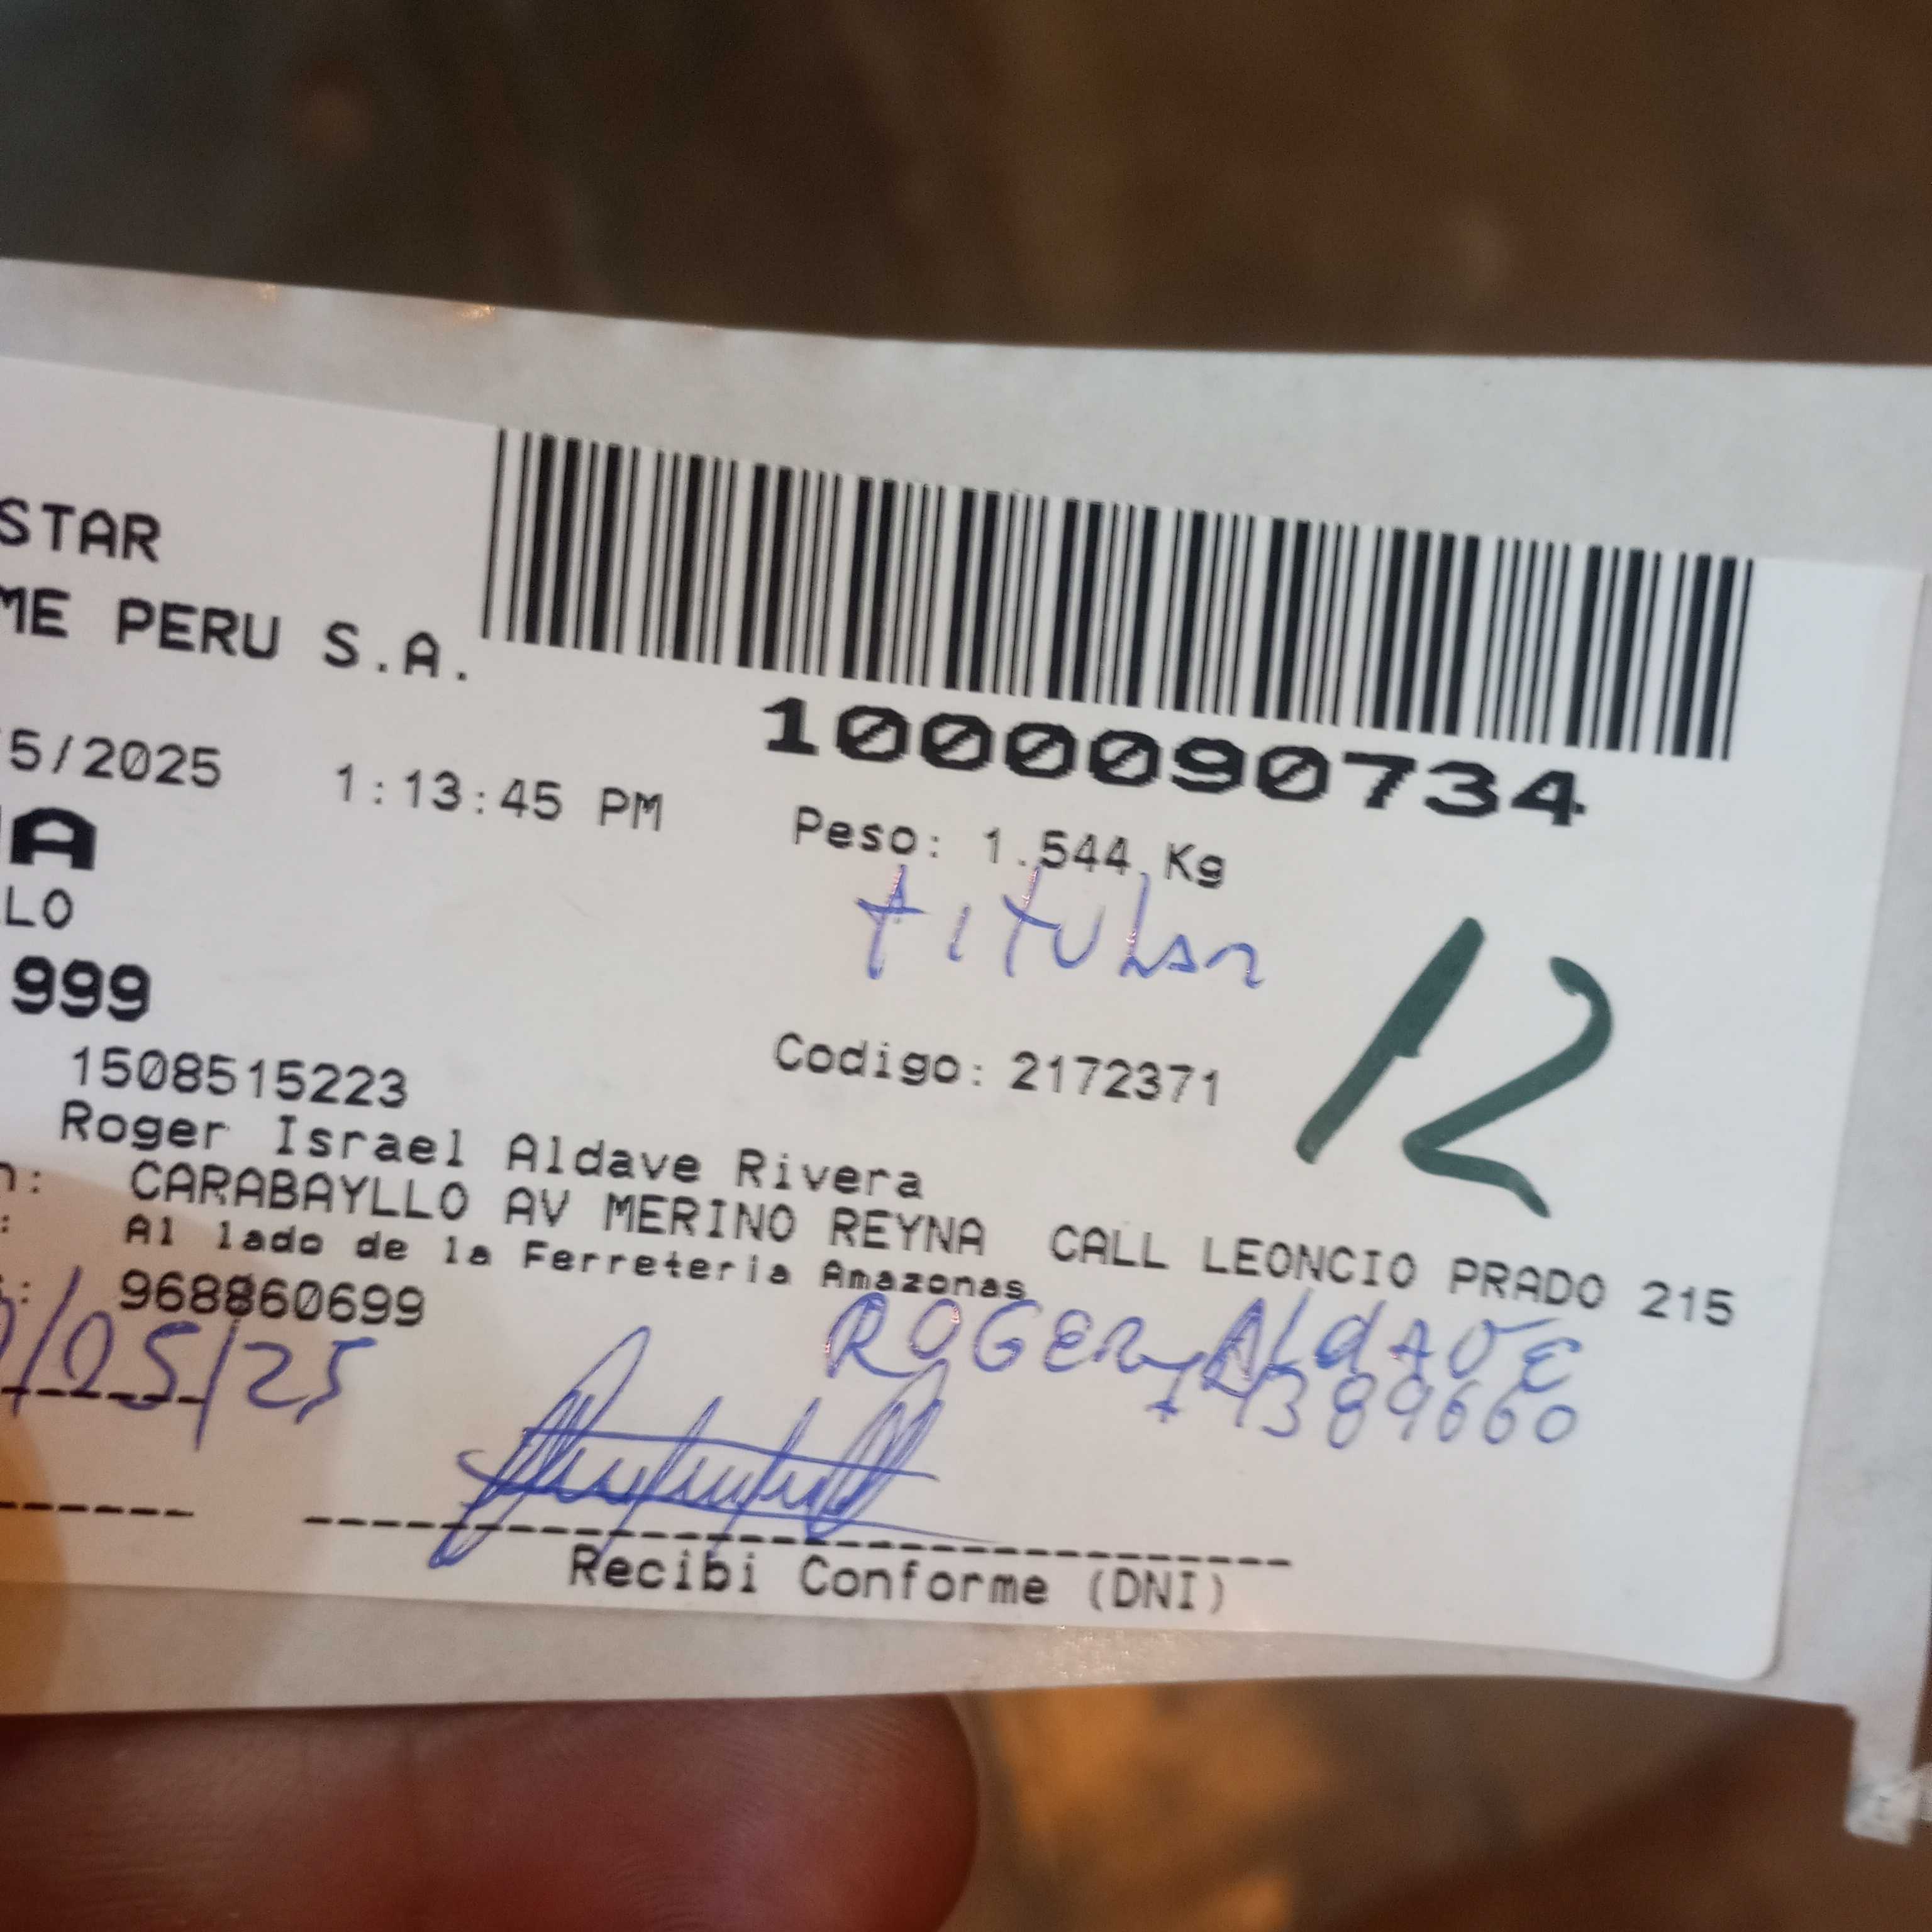 STAR
ME PERU S.A.
1000090734
5/2025 1:13:45 PM
Peso: 1.544 Kg
A
LO
titular
999
12
1508515223
Codigo: 2172371
Roger Israel Aldave Rivera
n: CARABAYLLO AV MERINO REYNA CALL LEONCIO PRADO 215
: Al lado de la Ferreteria Amazonas
: 968860699
/05/25
ROGER Aldave
Recibi Conforme (DNI)